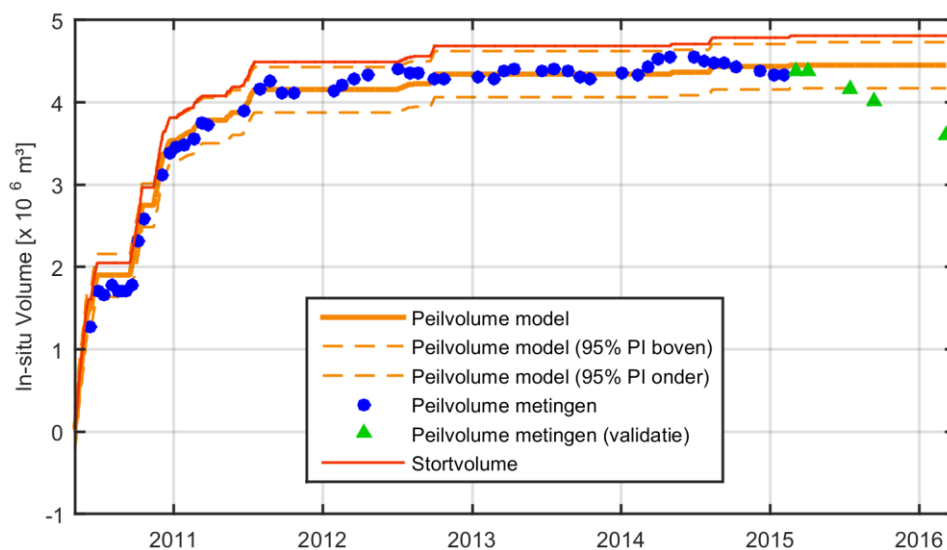 In-situ Volume [x 10 ⁶ m³]
5
4
3
2
1
0
-1
2011
2012
2013
2014
2015
2016
Peilvolume model
Peilvolume model (95% PI boven)
Peilvolume model (95% PI onder)
Peilvolume metingen
Peilvolume metingen (validatie)
Stortvolume